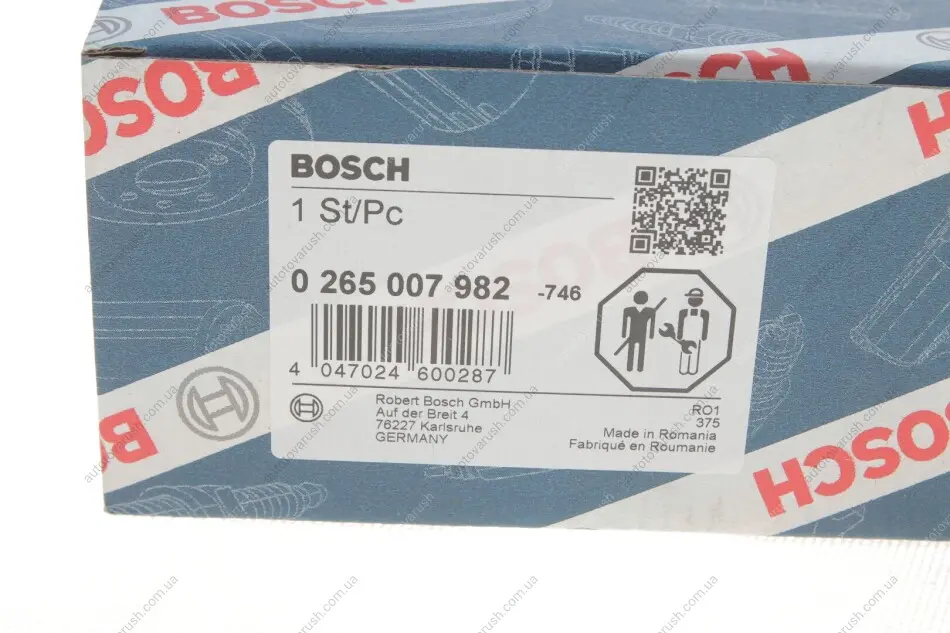 BOSCH
BOSCH
BOSCH
BOSCH
1 St/Pc
0 265 007 982 -746
4 047024 600287
Robert Bosch GmbH
Auf der Breit 4
76227 Karlsruhe
GERMANY
RO1
375
Made in Romania
Fabriqué en Roumanie
BOSCH
autotovarush.com.ua